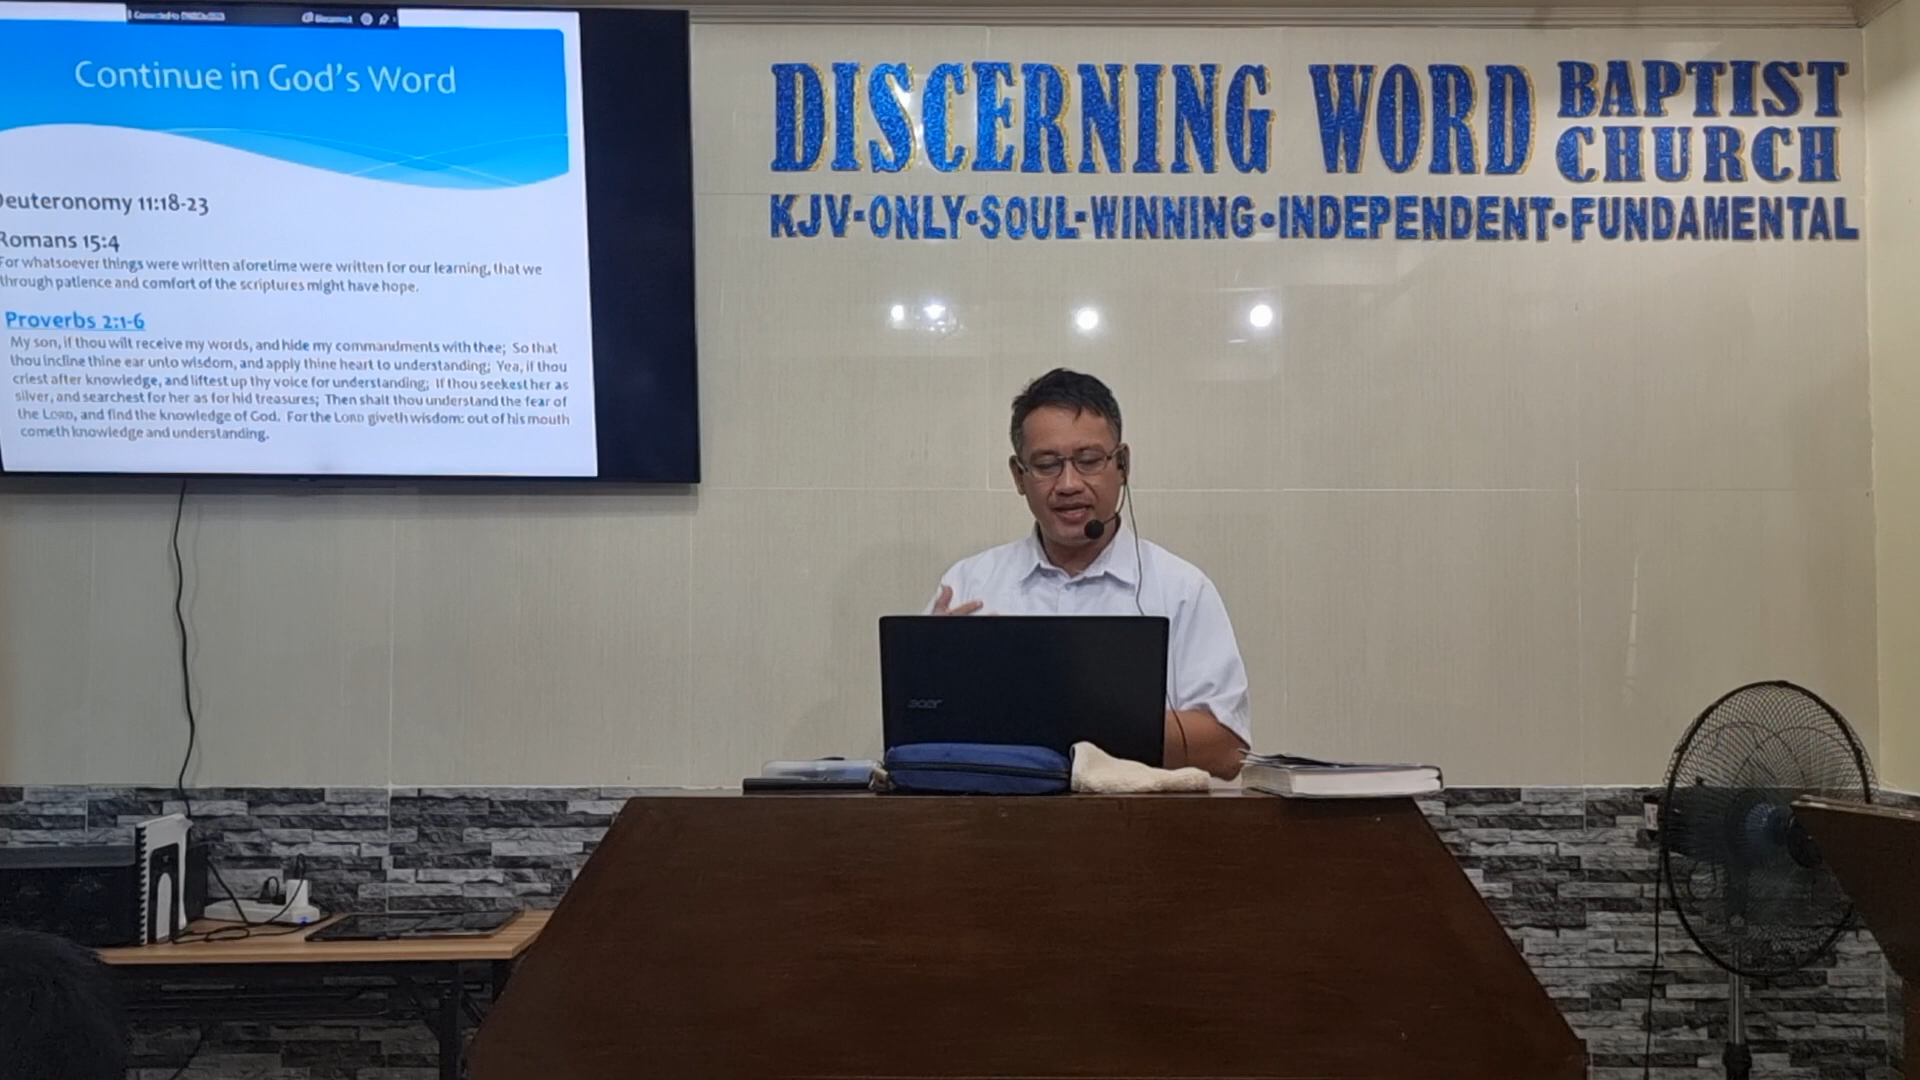 Continue in God's Word
Deuteronomy 11:18-23
Romans 15:4
For whatsoever things were written aforetime were written for our learning, that we
through patience and comfort of the scriptures might have hope.
Proverbs 2:1-6
My son, if thou wilt receive my words, and hide my commandments with thee; So that
thou incline thine ear unto wisdom, and apply thine heart to understanding; Yea, if thou
criest after knowledge, and liftest up thy voice for understanding; If thou seekest her as
silver, and searchest for her as for hid treasures; Then shalt thou understand the fear of
the LORD, and find the knowledge of God. For the LORD giveth wisdom: out of his mouth
cometh knowledge and understanding.
DISCERNING WORD BAPTIST
CHURCH
KJV-ONLY•SOUL-WINNING•INDEPENDENT•FUNDAMENTAL
acer